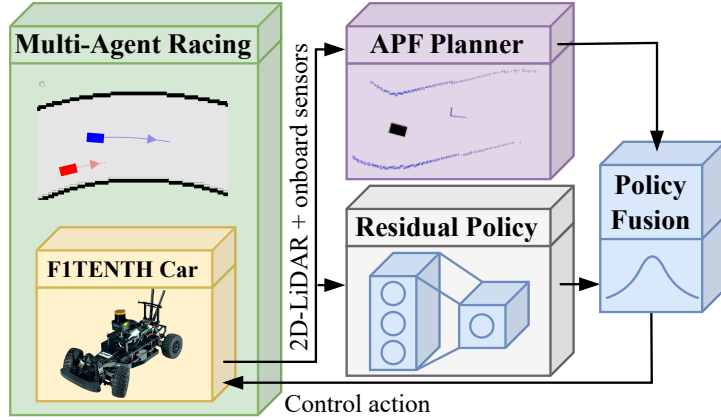 Multi-Agent Racing
APF Planner
2D-LiDAR + onboard sensors
Policy
Fusion
Residual Policy
F1TENTH Car
Control action